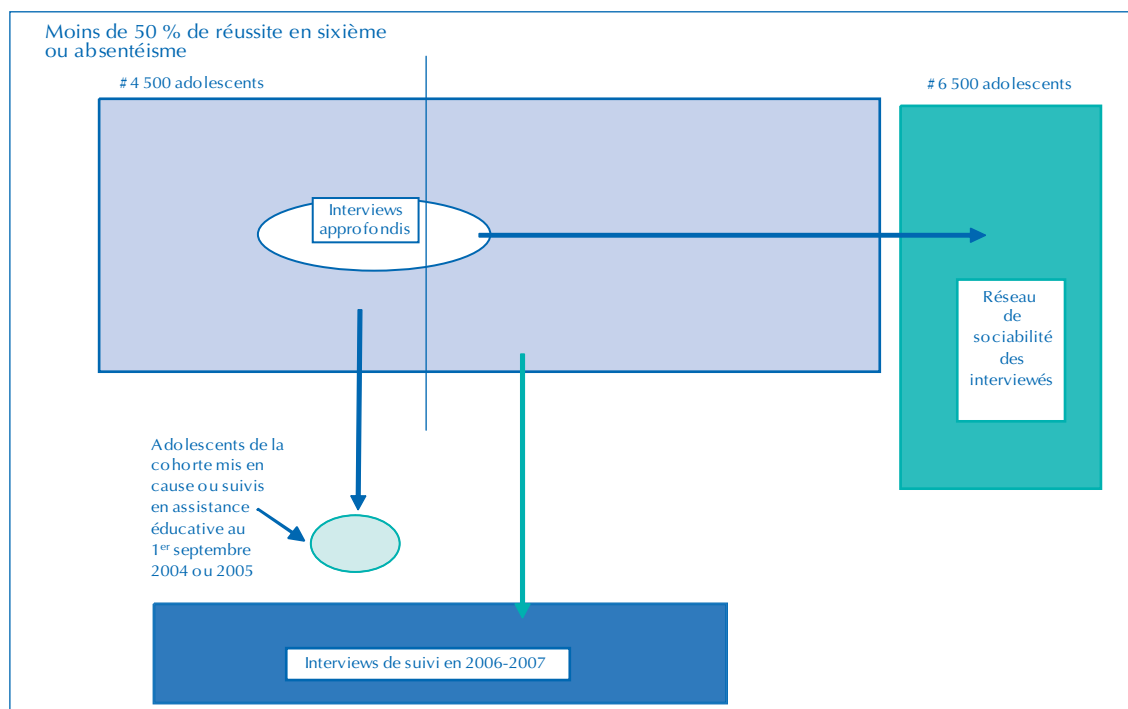 Moins de 50 % de réussite en sixième
ou absentéisme
# 4 500 adolescents
# 6 500 adolescents
Interviews
approfondis
Réseau
de
sociabilité
des
interviewés
Adolescents de la
cohorte mis en
cause ou suivis
en assistance
éducative au
1er septembre
2004 ou 2005
Interviews de suivi en 2006-2007